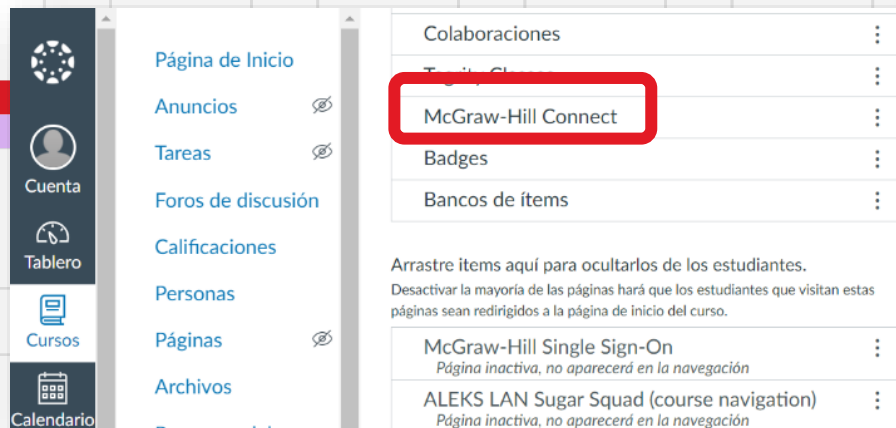 Cuenta
Tablero
Cursos
Calendario
Página de Inicio
Anuncios
Tareas
Foros de discusión
Calificaciones
Personas
Páginas
Archivos
Colaboraciones
McGraw-Hill Connect
Badges
Bancos de ítems
Arrastre items aquí para ocultarlos de los estudiantes.
Desactivar la mayoría de las páginas hará que los estudiantes que visitan estas
páginas sean redirigidos a la página de inicio del curso.
McGraw-Hill Single Sign-On
Página inactiva, no aparecerá en la navegación
ALEKS LAN Sugar Squad (course navigation)
Página inactiva, no aparecerá en la navegación